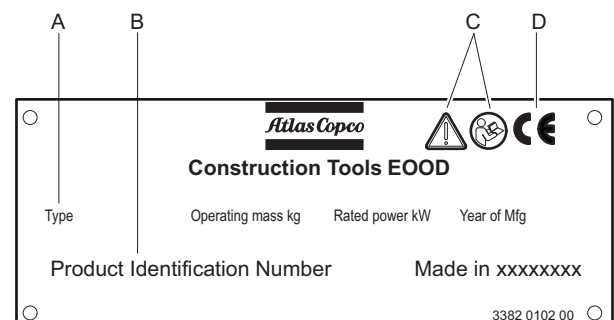 A B C D
Atlas Copco
CE
Construction Tools EOOD
Type Operating mass kg Rated power kW Year of Mfg
Product Identification Number Made in xxxxxxxx
3382 0102 00